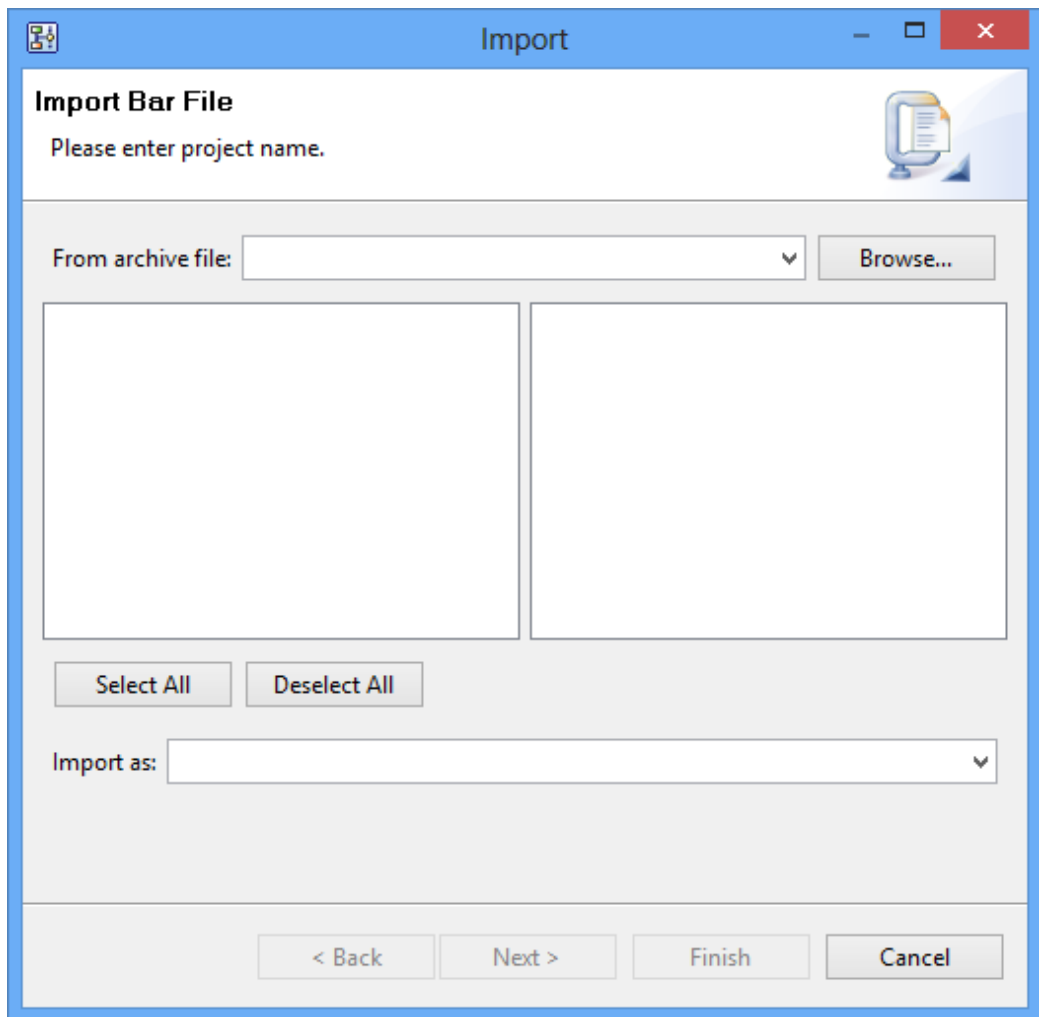 Import
Import Bar File
Please enter project name.
From archive file:
Browse...
Select All
Deselect All
Import as:
< Back
Next >
Finish
Cancel